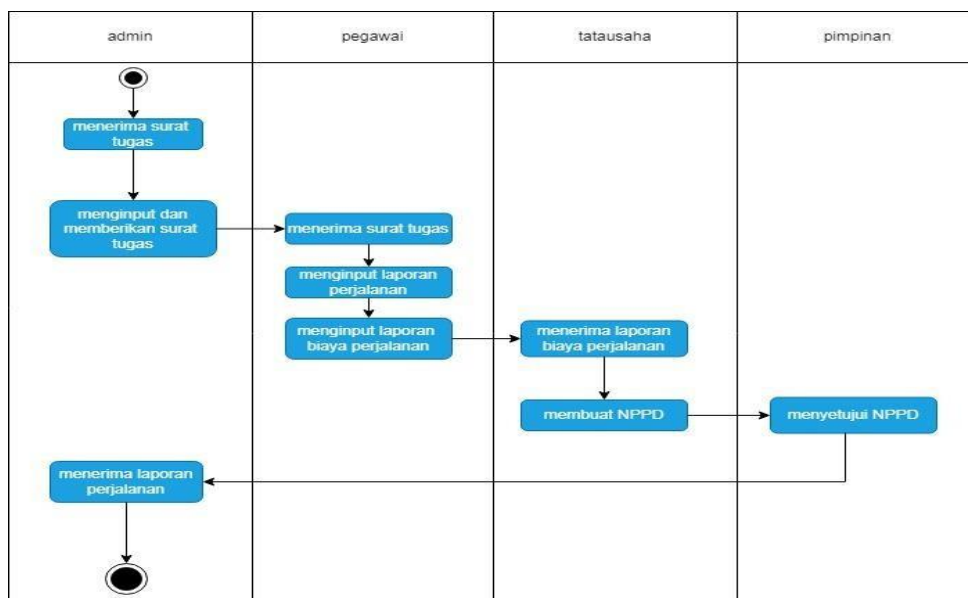 admin
pegawai
tatausaha
pimpinan
menerima surat
tugas
menginput dan
memberikan surat
tugas
menerima surat tugas
menginput laporan
perjalanan
menginput laporan
biaya perjalanan
menerima laporan
biaya perjalanan
membuat NPPD
menyetujui NPPD
menerima laporan
perjalanan